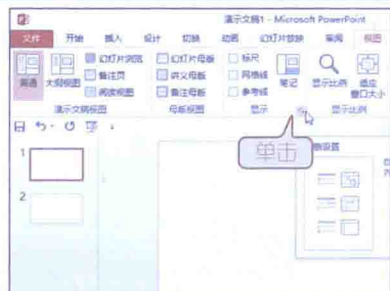 演示文稿1 - Microsoft PowerPoint
文件 开始 插入 设计 切换 动画 幻灯片放映 审阅 视图
普通 大纲视图 幻灯片浏览 幻灯片母版 标尺 笔记 显示比例 适应
备注页 讲义母版 网格线 窗口大小
阅读视图 备注母版 参考线
演示文稿视图 母版视图 显示 显示比例
单击
1
2